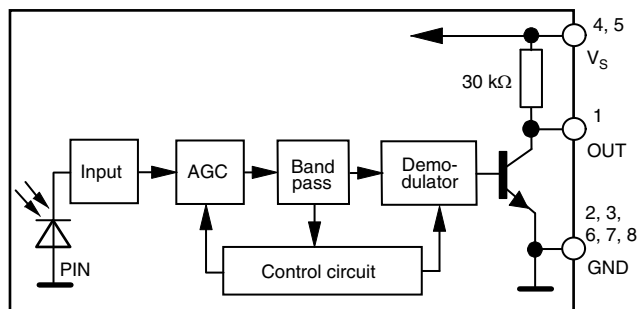 4, 5
V_S
30 kΩ
1
OUT
Input
AGC
Band
pass
Demo-
dulator
2, 3,
6, 7, 8
GND
PIN
Control circuit